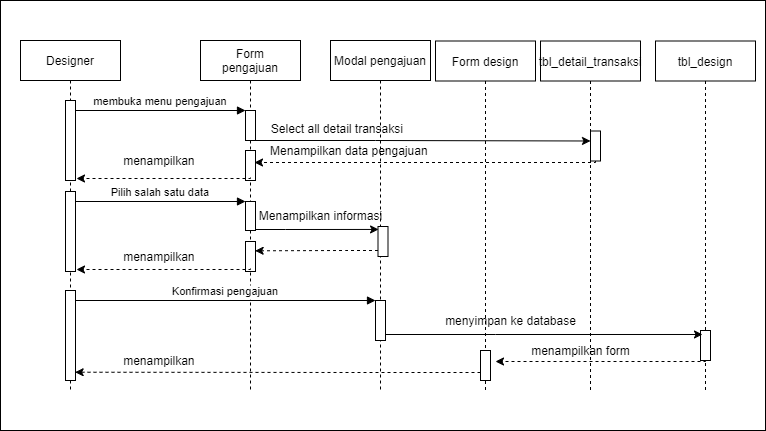 Designer
Form
pengajuan
Modal pengajuan
Form design
tbl_detail_transaksi
tbl_design
membuka menu pengajuan
Select all detail transaksi
Menampilkan data pengajuan
menampilkan
Pilih salah satu data
Menampilkan informasi
menampilkan
Konfirmasi pengajuan
menyimpan ke database
menampilkan form
menampilkan